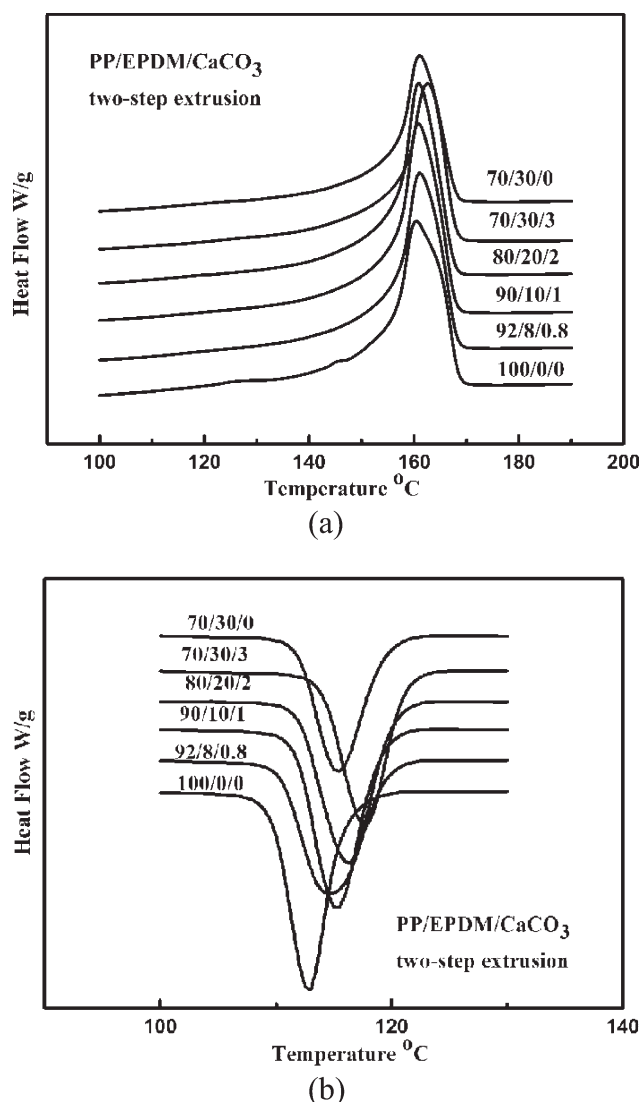 PP/EPDM/CaCO₃
two-step extrusion
Heat Flow W/g
70/30/0
70/30/3
80/20/2
90/10/1
92/8/0.8
100/0/0
100 120 140 160 180 200
Temperature °C
(a)
70/30/0
70/30/3
80/20/2
90/10/1
92/8/0.8
100/0/0
Heat Flow W/g
PP/EPDM/CaCO₃
two-step extrusion
100 120 140
Temperature °C
(b)